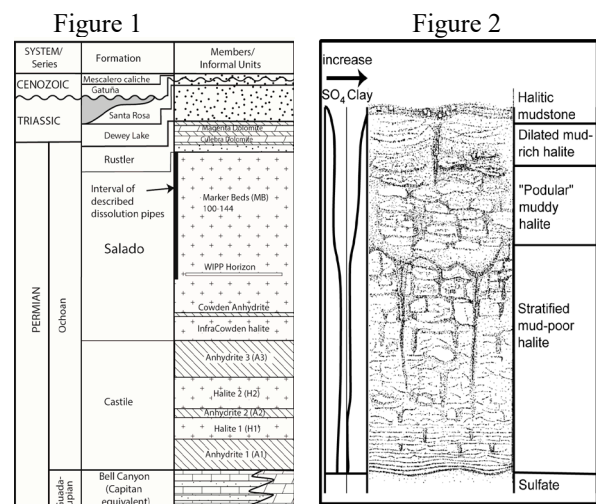 Figure 1
SYSTEM/
Series
Formation
Members/
Informal Units
CENOZOIC
Mescalero caliche
Gatuña
TRIASSIC
Santa Rosa
Dewey Lake
Magenta Dolomite
Culebra Dolomite
Rustler
Interval of
described
dissolution pipes
Marker Beds (MB)
100-144
Salado
WIPP Horizon
Cowden Anhydrite
InfraCowden halite
PERMIAN
Ochoan
Anhydrite 3 (A3)
Castile
Halite 2 (H2)
Anhydrite 2 (A2)
Halite 1 (H1)
Anhydrite 1 (A1)
Bell Canyon
(Capitan
equivalent)
Guada-
upian
Figure 2
increase
SO4 Clay
Halitic
mudstone
Dilated mud-
rich halite
"Podular"
muddy
halite
Stratified
mud-poor
halite
Sulfate